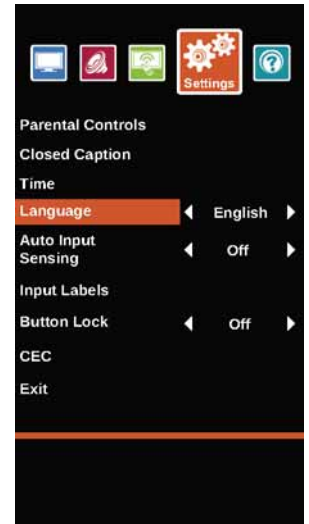 Settings
Parental Controls
Closed Caption
Time
Language English
Auto Input
Sensing Off
Input Labels
Button Lock Off
CEC
Exit